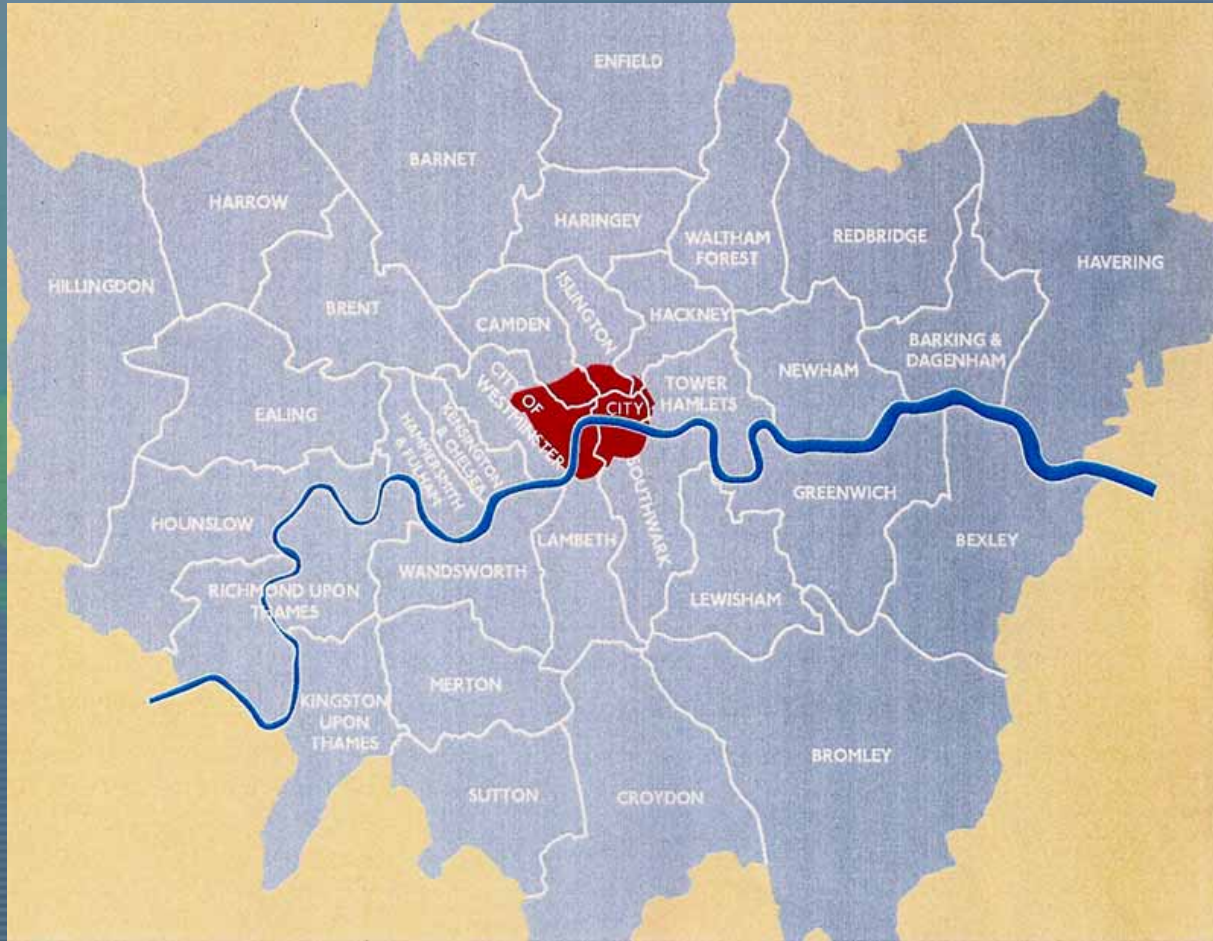 ENFIELD
BARNET
HARROW
HARINGEY
WALTHAM
FOREST
REDBRIDGE
HAVERING
HILLINGDON
BRENT
CAMDEN
ISLINGTON
HACKNEY
BARKING &
DAGENHAM
NEWHAM
TOWER
HAMLETS
CITY
CITY OF
WESTMINSTER
KENSINGTON
& CHELSEA
HAMMERSMITH
& FULHAM
EALING
HOUNSLOW
GREENWICH
BEXLEY
SOUTHWARK
LAMBETH
WANDSWORTH
RICHMOND UPON
THAMES
LEWISHAM
MERTON
KINGSTON
UPON
THAMES
BROMLEY
SUTTON
CROYDON